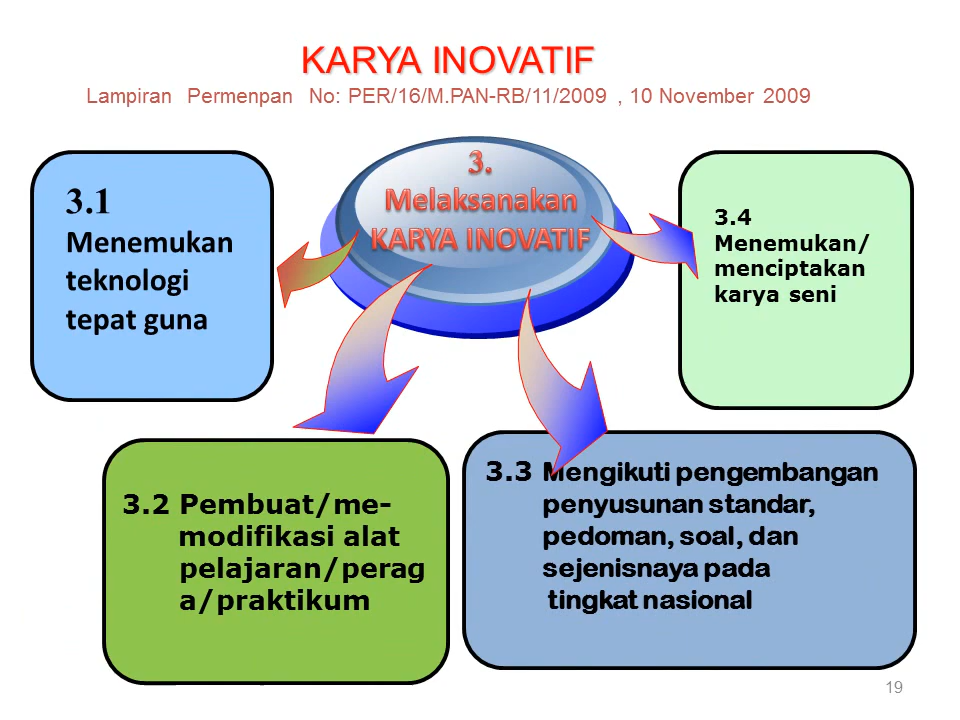 KARYA INOVATIF
Lampiran Permenpan No: PER/16/M.PAN-RB/11/2009 , 10 November 2009
3.
Melaksanakan
KARYA INOVATIF
3.1
Menemukan
teknologi
tepat guna
3.4
Menemukan/
menciptakan
karya seni
3.2 Pembuat/me-
modifikasi alat
pelajaran/perag
a/praktikum
3.3 Mengikuti pengembangan
penyusunan standar,
pedoman, soal, dan
sejenisnaya pada
tingkat nasional
19